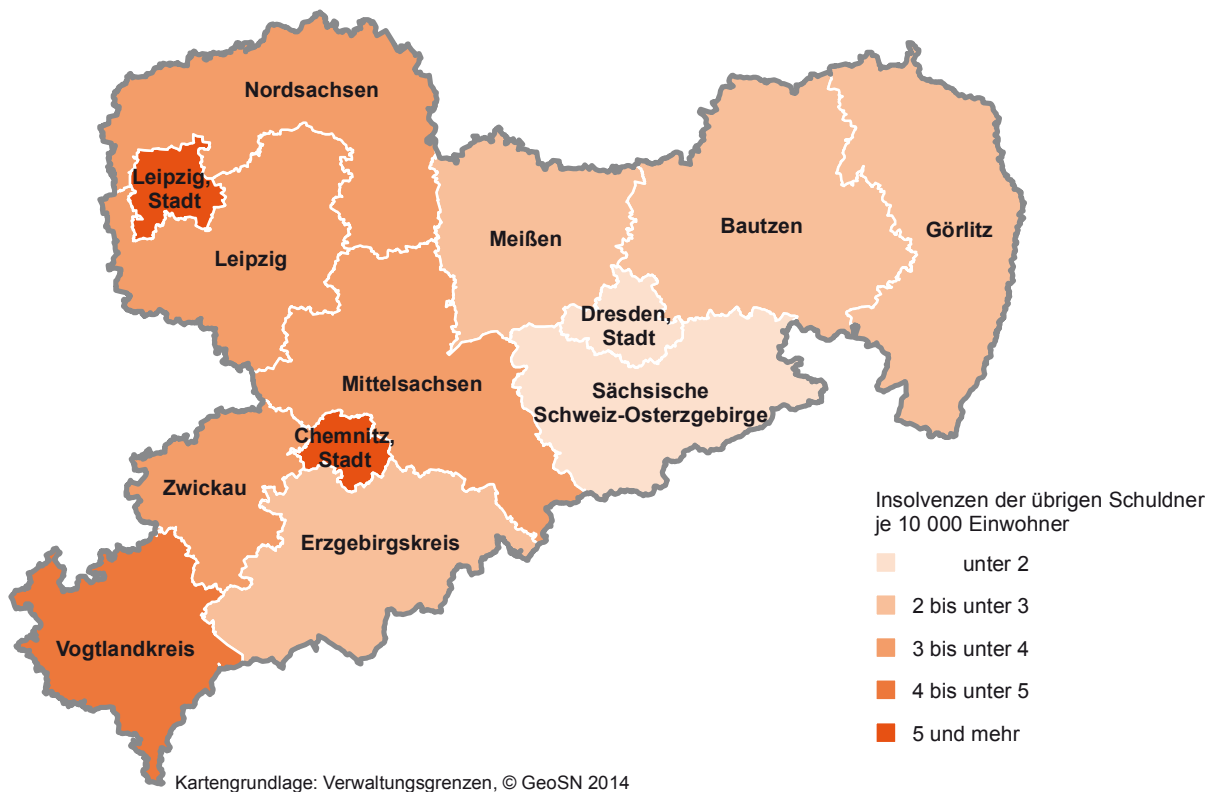 Nordsachsen
Leipzig,
Stadt
Leipzig
Meißen
Bautzen
Görlitz
Dresden,
Stadt
Mittelsachsen
Sächsische
Schweiz-Osterzgebirge
Chemnitz,
Stadt
Zwickau
Erzgebirgskreis
Vogtlandkreis
Insolvenzen der übrigen Schuldner
je 10 000 Einwohner
unter 2
2 bis unter 3
3 bis unter 4
4 bis unter 5
5 und mehr
Kartengrundlage: Verwaltungsgrenzen, © GeoSN 2014